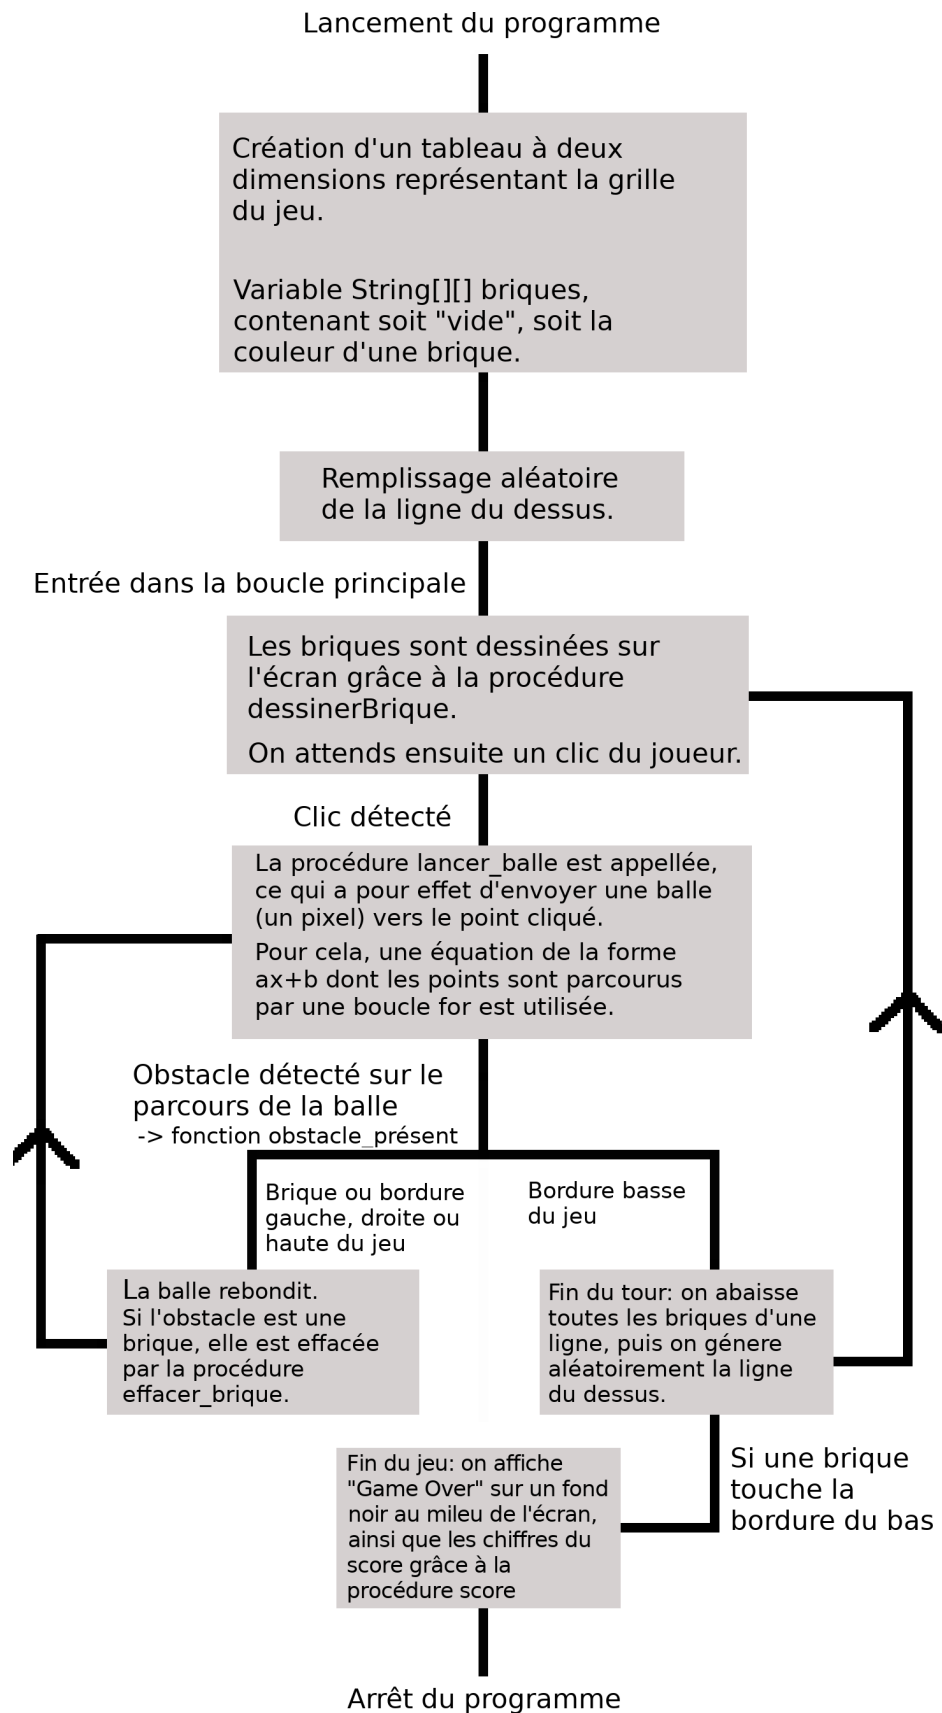 Lancement du programme
Création d'un tableau à deux
dimensions représentant la grille
du jeu.
Variable String[][] briques,
contenant soit "vide", soit la
couleur d'une brique.
Remplissage aléatoire
de la ligne du dessus.
Entrée dans la boucle principale
Les briques sont dessinées sur
l'écran grâce à la procédure
dessinerBrique.
On attends ensuite un clic du joueur.
Clic détecté
La procédure lancer_balle est appellée,
ce qui a pour effet d'envoyer une balle
(un pixel) vers le point cliqué.
Pour cela, une équation de la forme
ax+b dont les points sont parcourus
par une boucle for est utilisée.
Obstacle détecté sur le
parcours de la balle
-> fonction obstacle_présent
Brique ou bordure
gauche, droite ou
haute du jeu
Bordure basse
du jeu
La balle rebondit.
Si l'obstacle est une
brique, elle est effacée
par la procédure
effacer_brique.
Fin du tour: on abaisse
toutes les briques d'une
ligne, puis on génere
aléatoirement la ligne
du dessus.
Si une brique
touche la
bordure du bas
Fin du jeu: on affiche
"Game Over" sur un fond
noir au mileu de l'écran,
ainsi que les chiffres du
score grâce à la
procédure score
Arrêt du programme